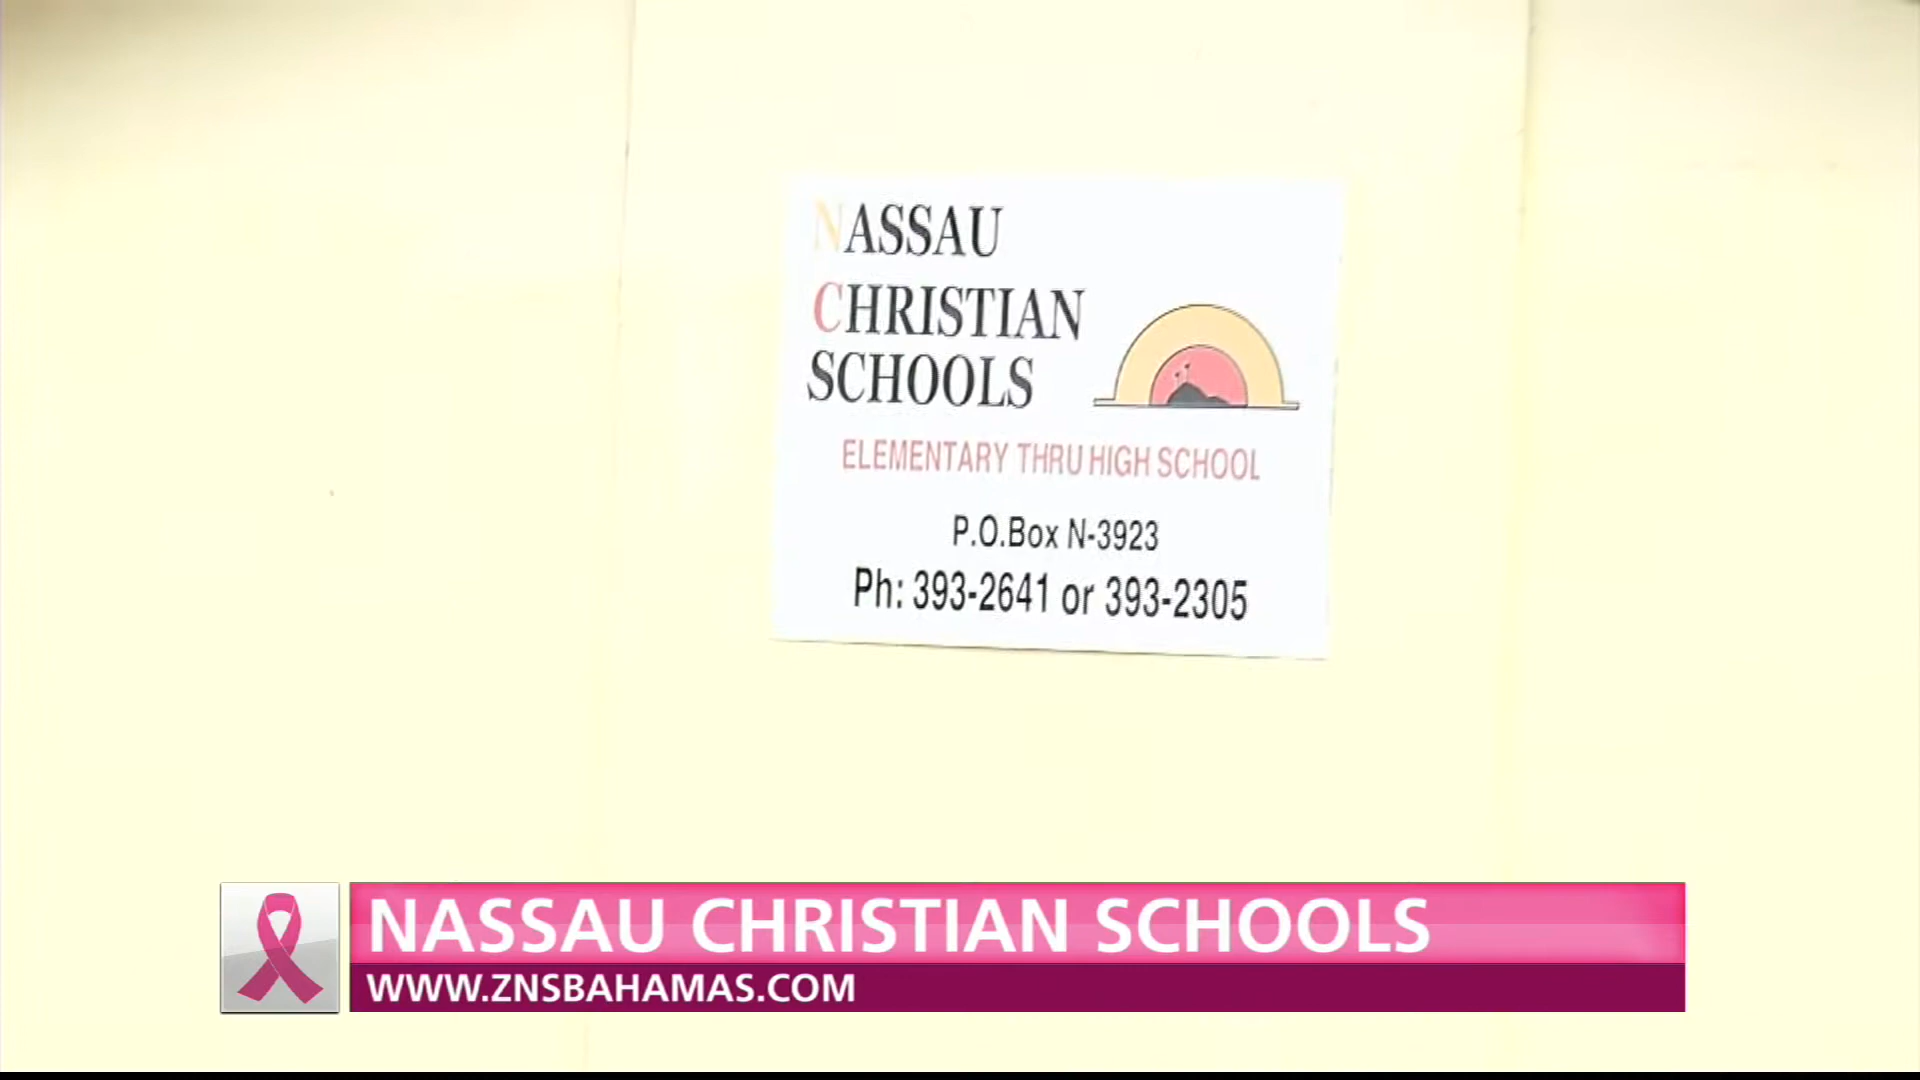 NASSAU
CHRISTIAN
SCHOOLS
ELEMENTARY THRU HIGH SCHOOL
P.O.Box N-3923
Ph: 393-2641 or 393-2305
NASSAU CHRISTIAN SCHOOLS
WWW.ZNSBAHAMAS.COM